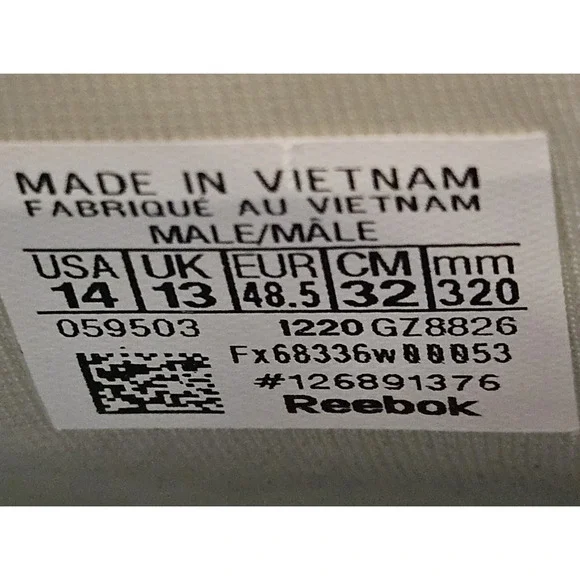 MADE IN VIETNAM
FABRIQUÉ AU VIETNAM
MALE/MÂLE
USA UK EUR CM mm
14 13 48.5 32 320
059503 1220 GZ8826
Fx68336w00053
#126891376
Reebok